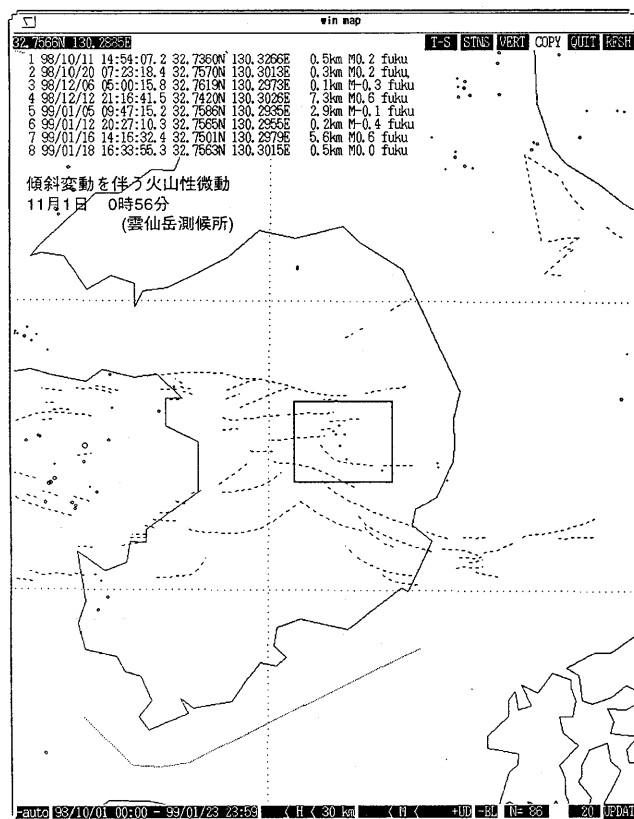 win map
32.7566N 130.2885E
T-S STNS VERT COPY QUIT RFSH
1 98/10/11 14:54:07.2 32.7360N 130.3266E 0.5km M0.2 fuku
2 98/10/20 07:23:18.4 32.7570N 130.3013E 0.3km M0.2 fuku
3 98/12/06 05:00:15.8 32.7619N 130.2973E 0.1km M-0.3 fuku
4 98/12/12 21:16:41.5 32.7420N 130.3026E 7.3km M0.6 fuku
5 99/01/05 09:47:15.2 32.7586N 130.2935E 2.9km M-0.1 fuku
6 99/01/12 20:27:10.3 32.7565N 130.2955E 0.2km M-0.4 fuku
7 99/01/16 14:16:32.4 32.7501N 130.2979E 5.6km M0.6 fuku
8 99/01/18 16:33:55.3 32.7563N 130.3015E 0.5km M0.0 fuku
傾斜変動を伴う火山性微動
11月1日 0時56分
(雲仙岳測候所)
-auto 98/10/01 00:00 - 99/01/23 23:59 < H < 30 km < M < +UD -BL N= 86 20 UPDAT